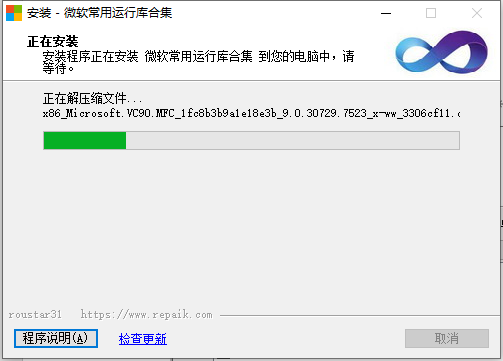 安装 - 微软常用运行库合集
正在安装
安装程序正在安装 微软常用运行库合集 到您的电脑中，请
等待。
正在解压缩文件...
x86_Microsoft.VC90.MFC_1fc8b3b9a1e18e3b_9.0.30729.7523_x-ww_3306cf11.c
roustar31 https://www.repaik.com
程序说明(A) 检查更新 取消